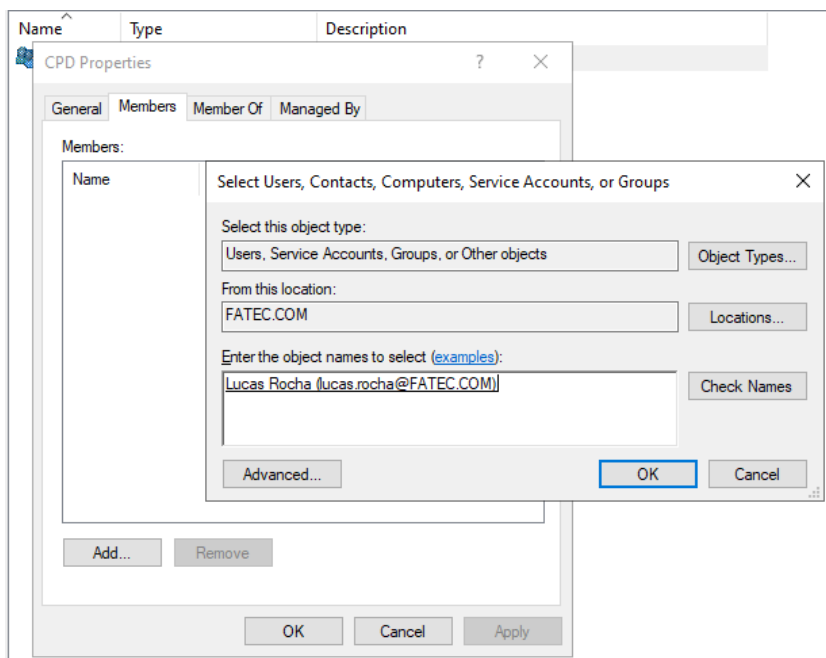 Name Type Description
CPD Properties ?
General Members Member Of Managed By
Members:
Name
Select Users, Contacts, Computers, Service Accounts, or Groups
Select this object type:
Users, Service Accounts, Groups, or Other objects Object Types...
From this location:
FATEC.COM Locations...
Enter the object names to select (examples):
Lucas Rocha (lucas.rocha@FATEC.COM) Check Names
Advanced... OK Cancel
Add... Remove
OK Cancel Apply